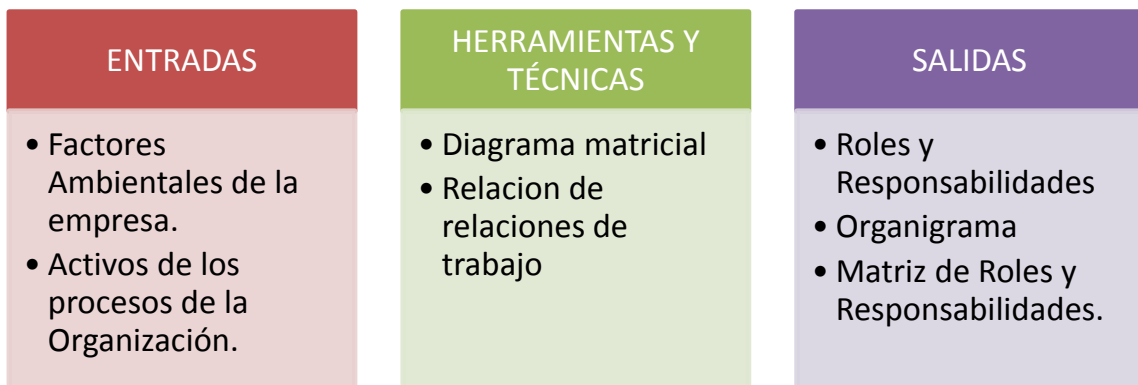 ENTRADAS
• Factores
Ambientales de la
empresa.
• Activos de los
procesos de la
Organización.
HERRAMIENTAS Y
TÉCNICAS
• Diagrama matricial
• Relacion de
relaciones de
trabajo
SALIDAS
• Roles y
Responsabilidades
• Organigrama
• Matriz de Roles y
Responsabilidades.